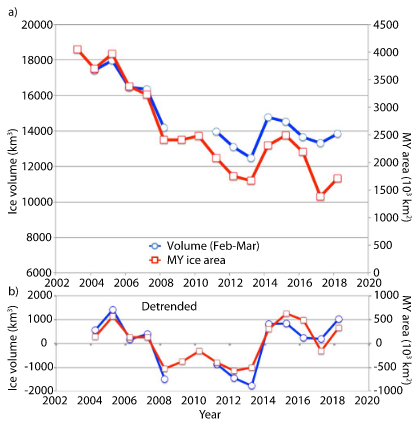 a)
20000
18000
16000
14000
12000
10000
8000
6000
Ice volume (km³)
4500
4000
3500
3000
2500
2000
1500
1000
500
0
MY area (10³ km²)
Volume (Feb-Mar)
MY ice area
2002 2004 2006 2008 2010 2012 2014 2016 2018 2020
b)
Detrended
2000
1000
0
-1000
-2000
Ice volume (km³)
1000
500
0
-500
-1000
MY area (10³ km²)
2002 2004 2006 2008 2010 2012 2014 2016 2018 2020
Year